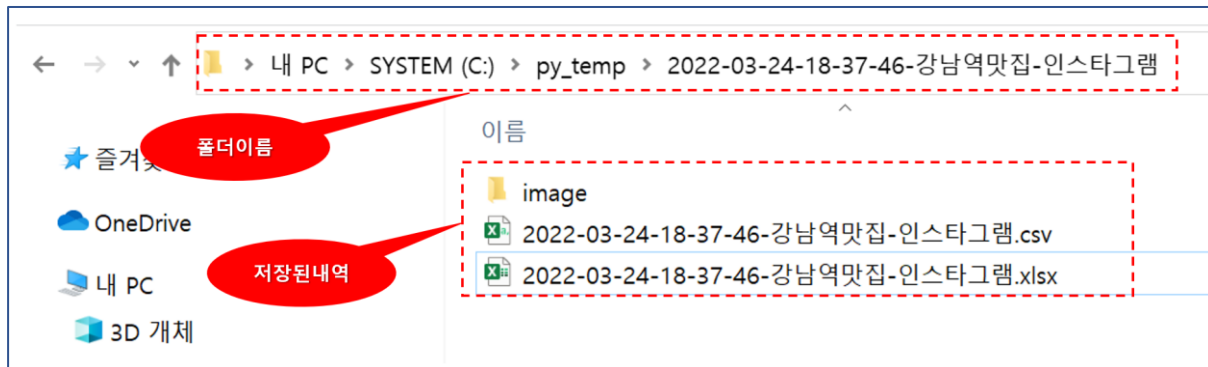 내 PC > SYSTEM (C:) > py_temp > 2022-03-24-18-37-46-강남역맛집-인스타그램
이름
폴더이름
즐겨
image
OneDrive
2022-03-24-18-37-46-강남역맛집-인스타그램.csv
저장된내역
2022-03-24-18-37-46-강남역맛집-인스타그램.xlsx
내 PC
3D 개체